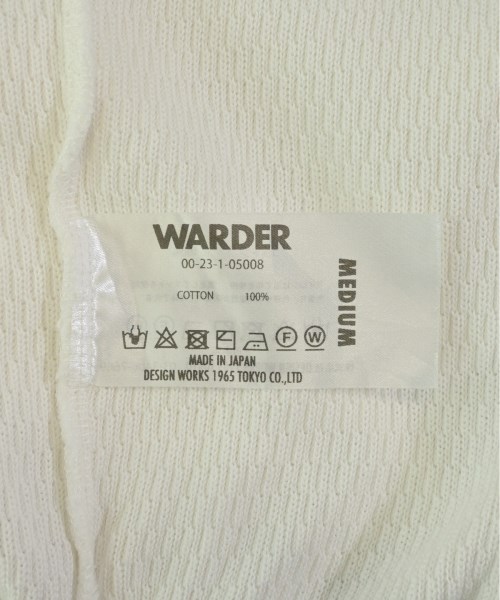 WARDER
00-23-1-05008
COTTON 100%
MEDIUM
F W
MADE IN JAPAN
DESIGN WORKS 1965 TOKYO CO.,LTD